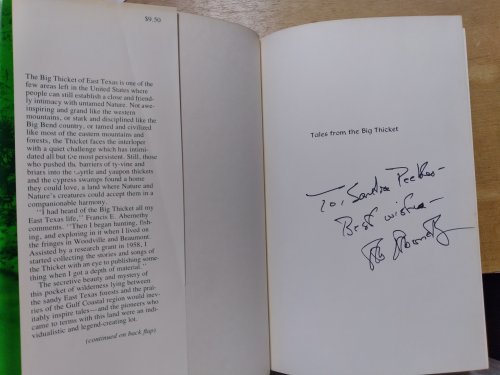 $9.50
The Big Thicket of East Texas is one of the
few areas left in the United States where
people can still establish a close and friend-
ly intimacy with untamed Nature. Not awe-
inspiring and grand like the western
mountains, or stark and disciplined like the
Big Bend country, or tamed and civilized
like most of the eastern mountains and
forests, the Thicket faces the interloper
with a quiet challenge which has intimi-
dated all but the most persistent. Still, those
who pushed the barriers of ty-vine and
briars into the myrtle and yaupon thickets
and the cypress swamps found a home
they could love, a land where Nature and
Nature's creatures could accept them in a
companionable harmony.
"I had heard of the Big Thicket all my
East Texas life," Francis E. Abernethy
comments. "Then I began hunting, fish-
ing, and exploring in it when I lived on
the fringes in Woodville and Beaumont.
Assisted by a research grant in 1958, I
started collecting the stories and songs of
the Thicket with an eye to publishing some-
thing when I got a depth of material."
The secretive beauty and mystery of
this pocket of wilderness lying between
the sandy East Texas forests and the prai-
ries of the Gulf Coastal region would inev-
itably inspire tales—and the pioneers who
came to terms with this land were an indi-
vidualistic and legend-creating lot.
(continued on back flap)
Tales from the Big Thicket
To, Sandra
Best wishes—
Ab Abernethy